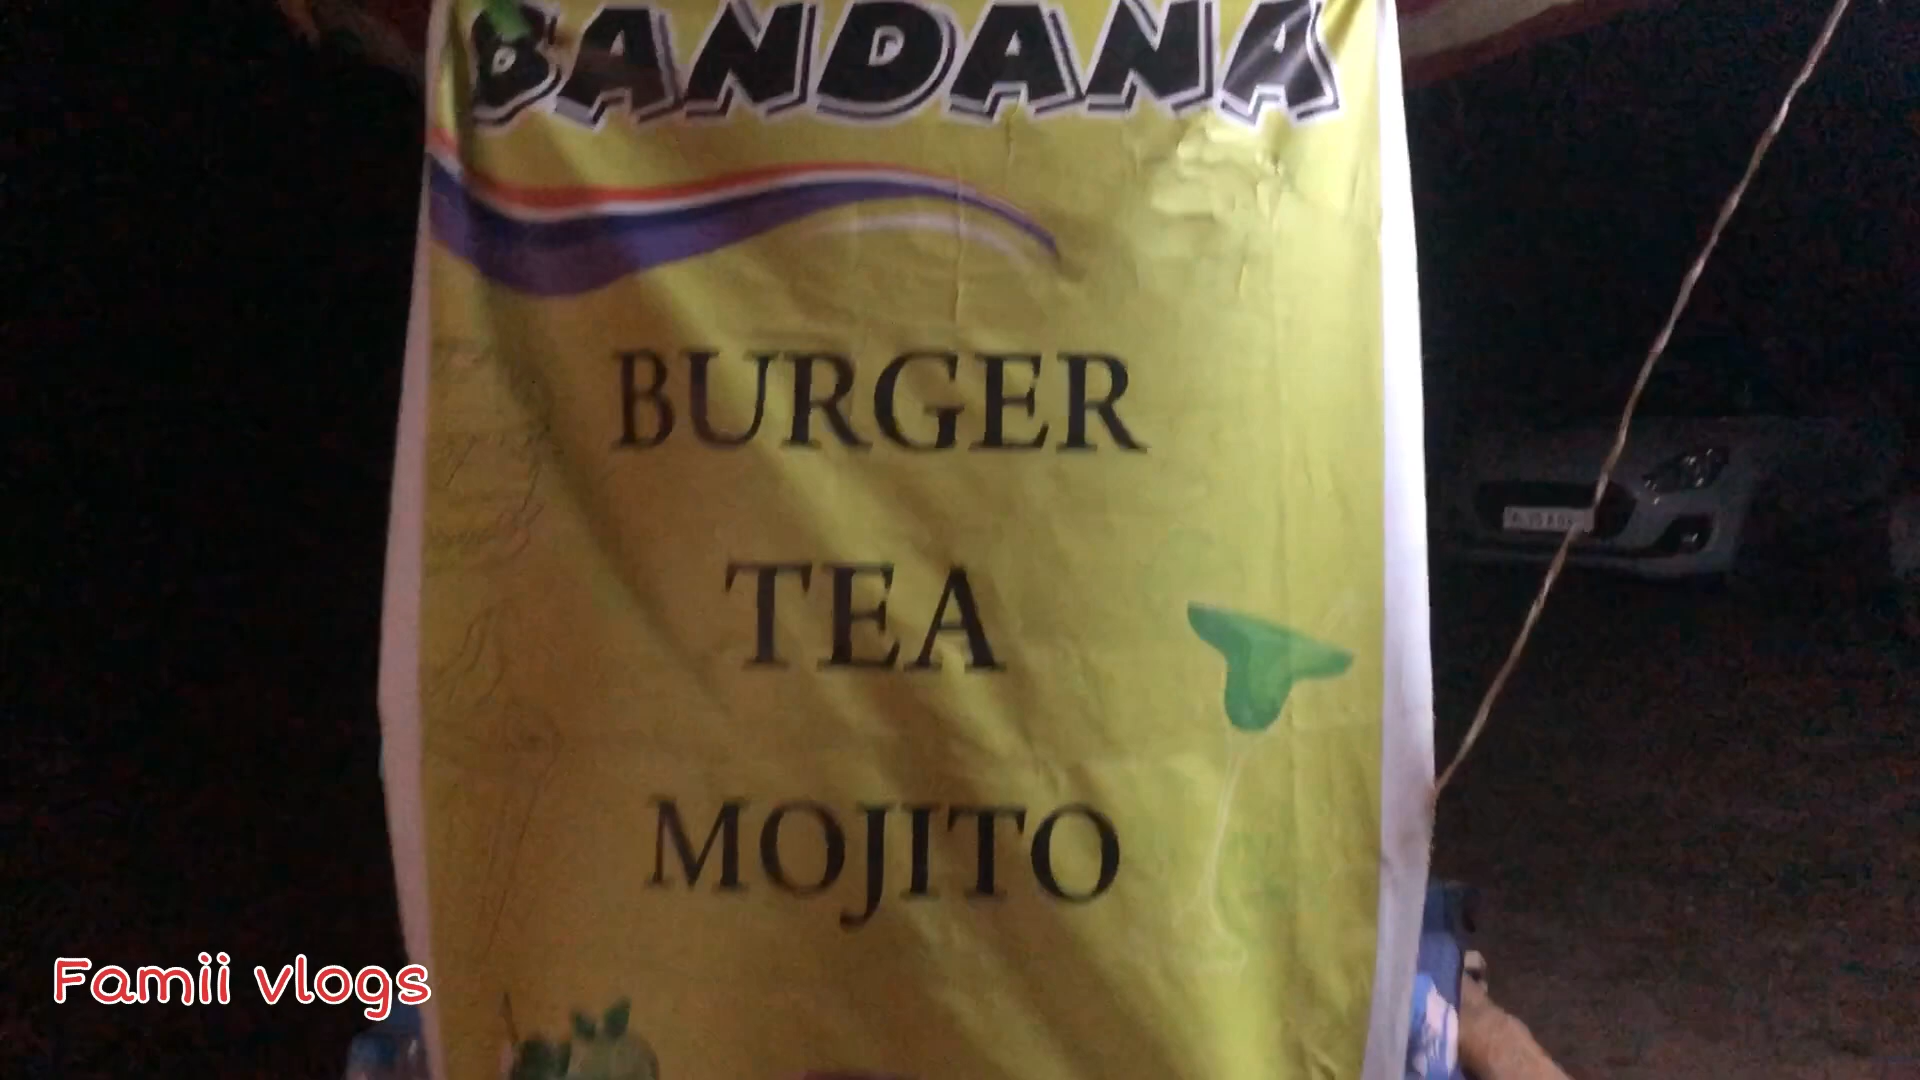 BANDANA
BURGER
TEA
MOJITO
Famii vlogs